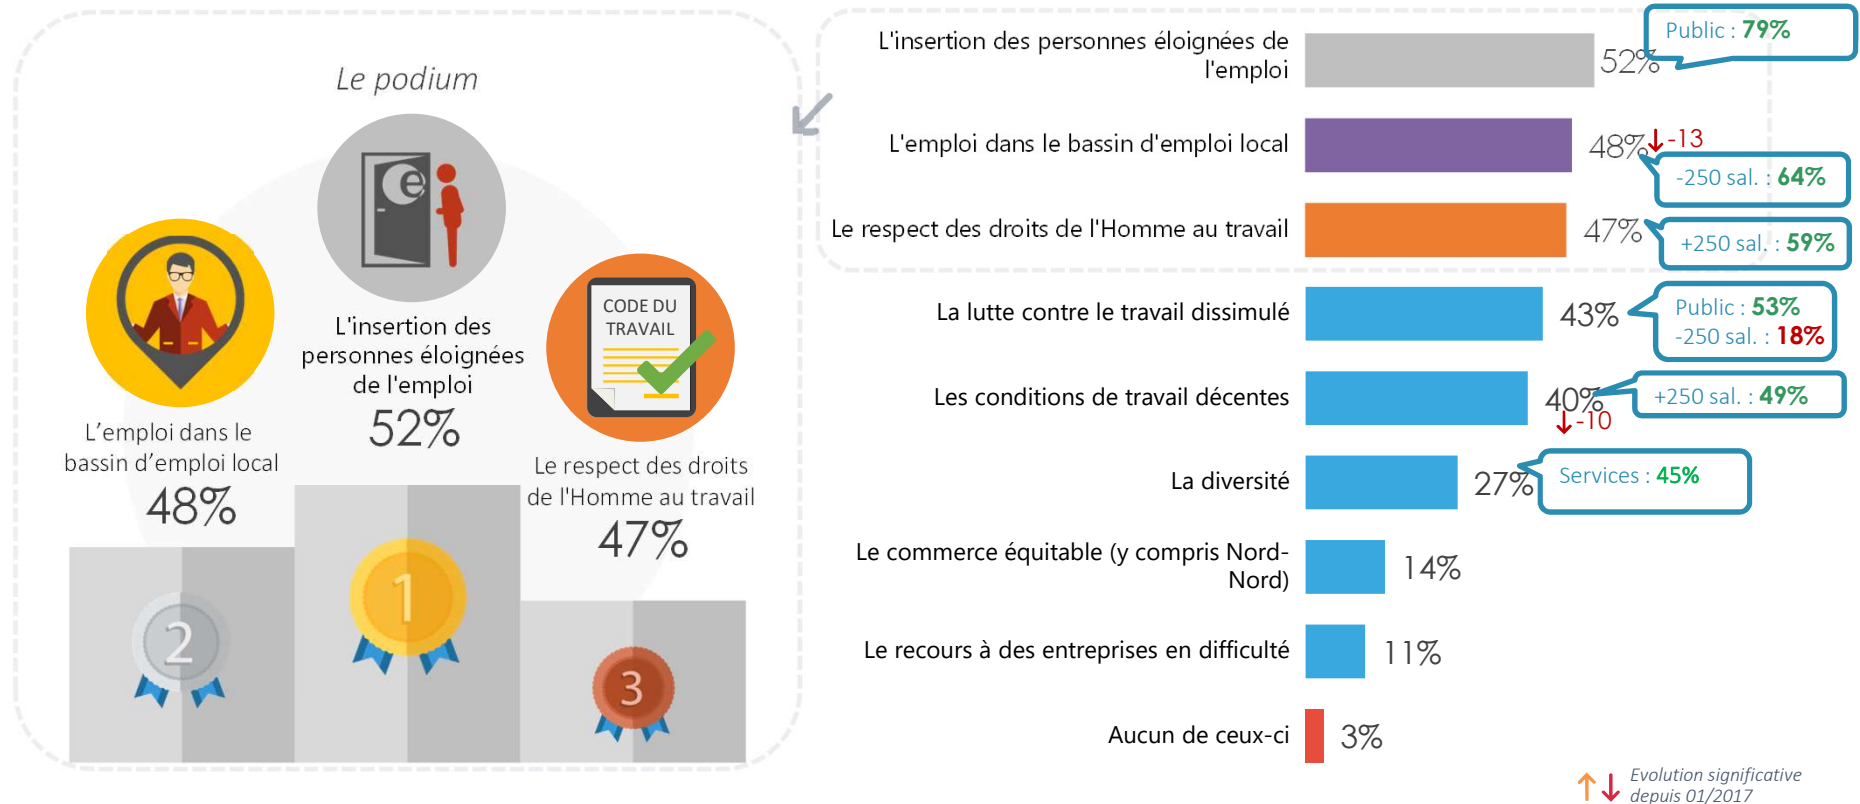 Le podium
e
L'insertion des
personnes éloignées
de l'emploi
52%
L’emploi dans le
bassin d’emploi local
48%
CODE DU
TRAVAIL
Le respect des droits
de l'Homme au travail
47%
2
1
3
L'insertion des personnes éloignées de
l'emploi
52%
Public : 79%
L'emploi dans le bassin d'emploi local
48%
-13
-250 sal. : 64%
Le respect des droits de l'Homme au travail
47%
+250 sal. : 59%
La lutte contre le travail dissimulé
43%
Public : 53%
-250 sal. : 18%
Les conditions de travail décentes
40%
-10
+250 sal. : 49%
La diversité
27%
Services : 45%
Le commerce équitable (y compris Nord-
Nord)
14%
Le recours à des entreprises en difficulté
11%
Aucun de ceux-ci
3%
Evolution significative
depuis 01/2017